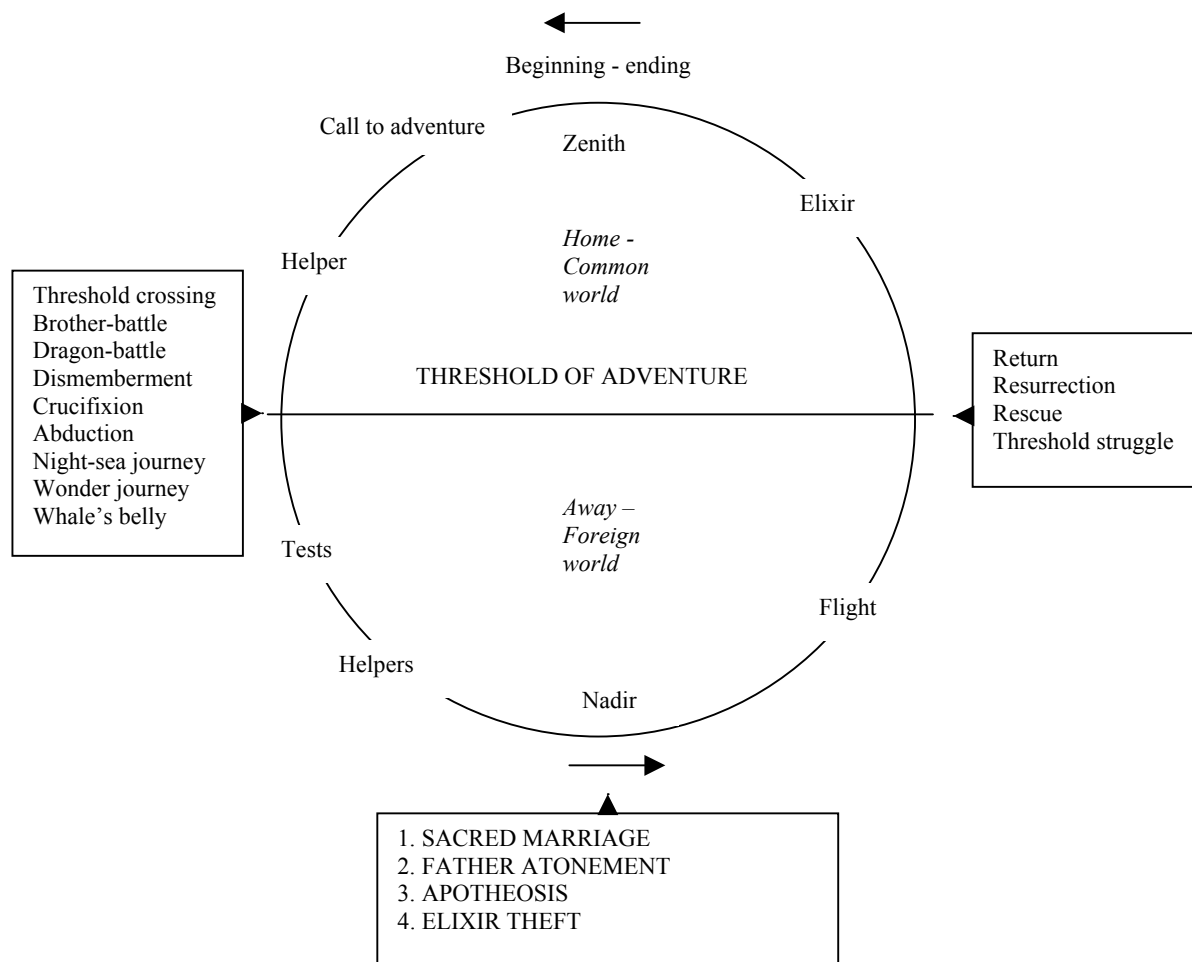 Beginning - ending
Call to adventure
Zenith
Elixir
Home -
Common
world
Helper
Threshold crossing
Brother-battle
Dragon-battle
Dismemberment
Crucifixion
Abduction
Night-sea journey
Wonder journey
Whale's belly
THRESHOLD OF ADVENTURE
Return
Resurrection
Rescue
Threshold struggle
Away –
Foreign
world
Tests
Flight
Helpers
Nadir
1. SACRED MARRIAGE
2. FATHER ATONEMENT
3. APOTHEOSIS
4. ELIXIR THEFT